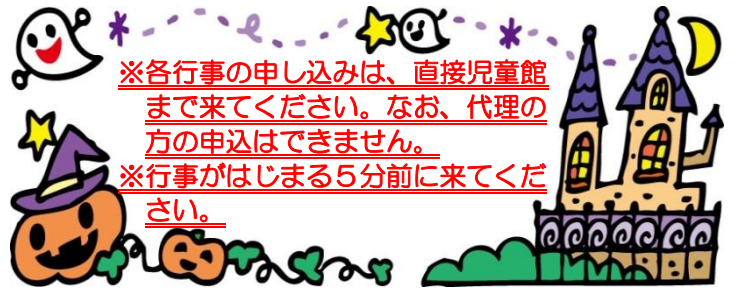 ※各行事の申し込みは、直接児童館
まで来てください。なお、代理の
方の申込はできません。
※行事がはじまる５分前に来てくだ
さい。